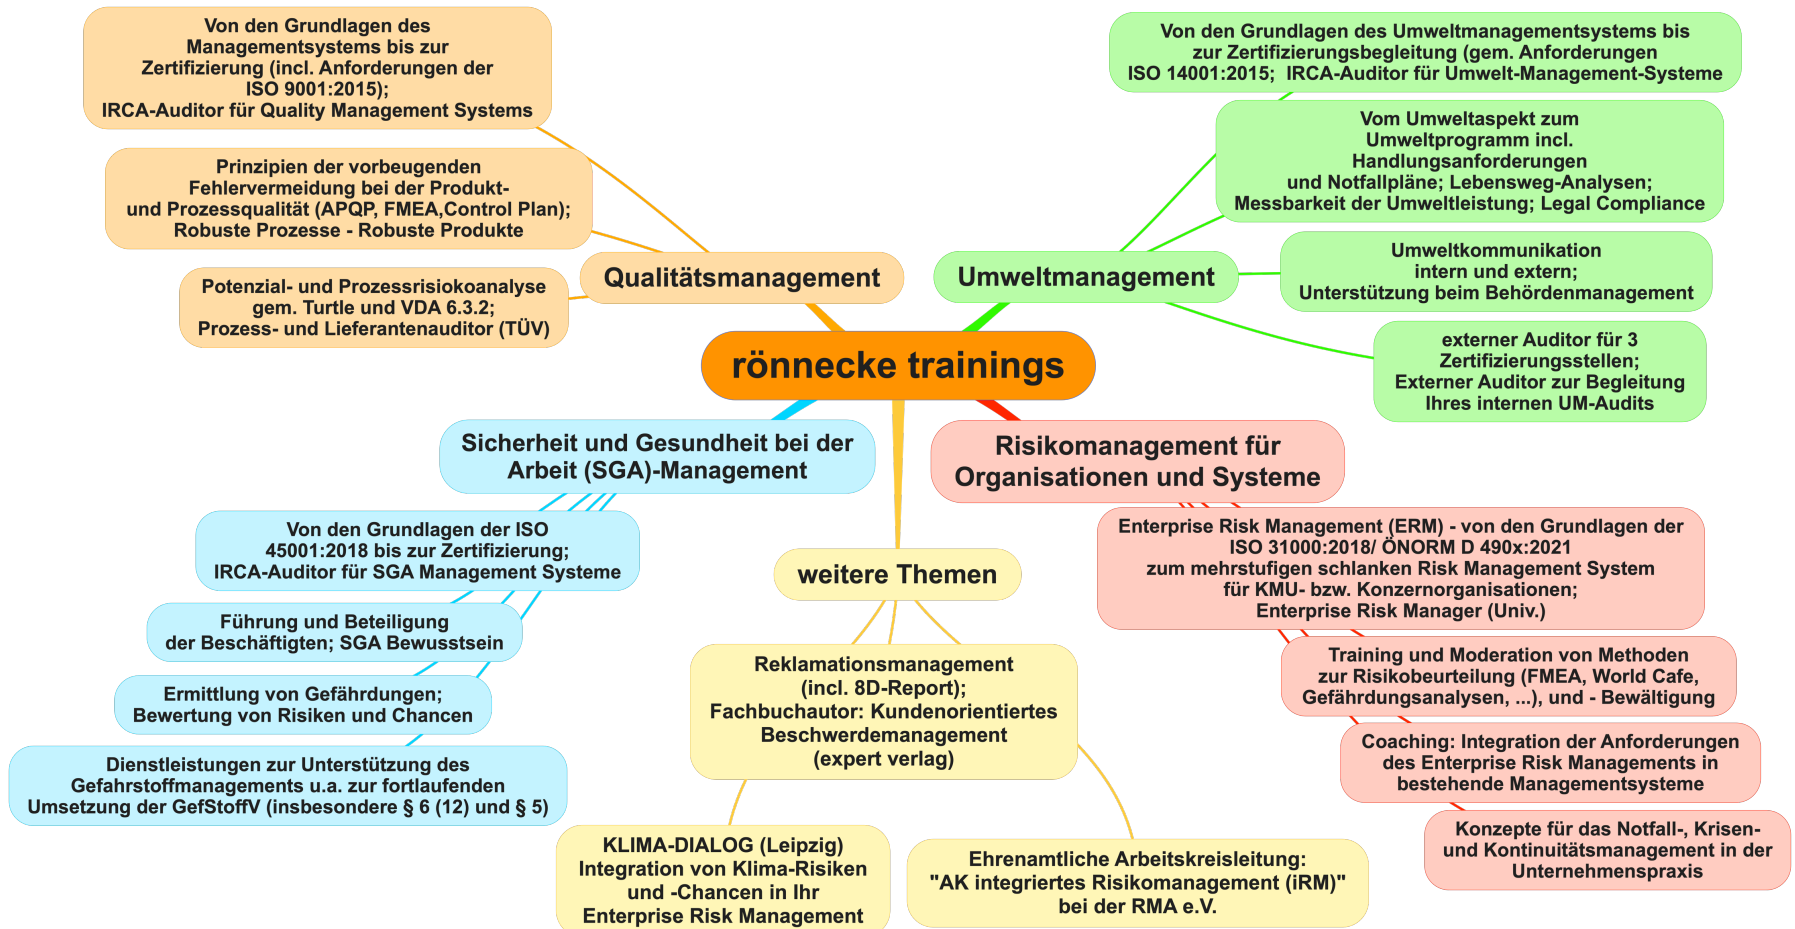 Von den Grundlagen des
Managementsystems bis zur
Zertifizierung (incl. Anforderungen der
ISO 9001:2015);
IRCA-Auditor für Quality Management Systems
Prinzipien der vorbeugenden
Fehlervermeidung bei der Produkt-
und Prozessqualität (APQP, FMEA,Control Plan);
Robuste Prozesse - Robuste Produkte
Potenzial- und Prozessrisiokoanalyse
gem. Turtle und VDA 6.3.2;
Prozess- und Lieferantenauditor (TÜV)
Qualitätsmanagement
Von den Grundlagen des Umweltmanagementsystems bis
zur Zertifizierungsbegleitung (gem. Anforderungen
ISO 14001:2015;  IRCA-Auditor für Umwelt-Management-Systeme
Vom Umweltaspekt zum
Umweltprogramm incl.
Handlungsanforderungen
und Notfallpläne; Lebensweg-Analysen;
Messbarkeit der Umweltleistung; Legal Compliance
Umweltmanagement
Umweltkommunikation
intern und extern;
Unterstützung beim Behördenmanagement
externer Auditor für 3
Zertifizierungsstellen;
Externer Auditor zur Begleitung
Ihres internen UM-Audits
rönnecke trainings
Sicherheit und Gesundheit bei der
Arbeit (SGA)-Management
Von den Grundlagen der ISO
45001:2018 bis zur Zertifizierung;
IRCA-Auditor für SGA Management Systeme
Führung und Beteiligung
der Beschäftigten; SGA Bewusstsein
Ermittlung von Gefährdungen;
Bewertung von Risiken und Chancen
Dienstleistungen zur Unterstützung des
Gefahrstoffmanagements u.a. zur fortlaufenden
Umsetzung der GefStoffV (insbesondere § 6 (12) und § 5)
weitere Themen
Reklamationsmanagement
(incl. 8D-Report);
Fachbuchautor: Kundenorientiertes
Beschwerdemanagement
(expert verlag)
KLIMA-DIALOG (Leipzig)
Integration von Klima-Risiken
und -Chancen in Ihr
Enterprise Risk Management
Ehrenamtliche Arbeitskreisleitung:
"AK integriertes Risikomanagement (iRM)"
bei der RMA e.V.
Risikomanagement für
Organisationen und Systeme
Enterprise Risk Management (ERM) - von den Grundlagen der
ISO 31000:2018/ ÖNORM D 490x:2021
zum mehrstufigen schlanken Risk Management System
für KMU- bzw. Konzernorganisationen;
Enterprise Risk Manager (Univ.)
Training und Moderation von Methoden
zur Risikobeurteilung (FMEA, World Cafe,
Gefährdungsanalysen, ...), und - Bewältigung
Coaching: Integration der Anforderungen
des Enterprise Risk Managements in
bestehende Managementsysteme
Konzepte für das Notfall-, Krisen-
und Kontinuitätsmanagement in der
Unternehmenspraxis